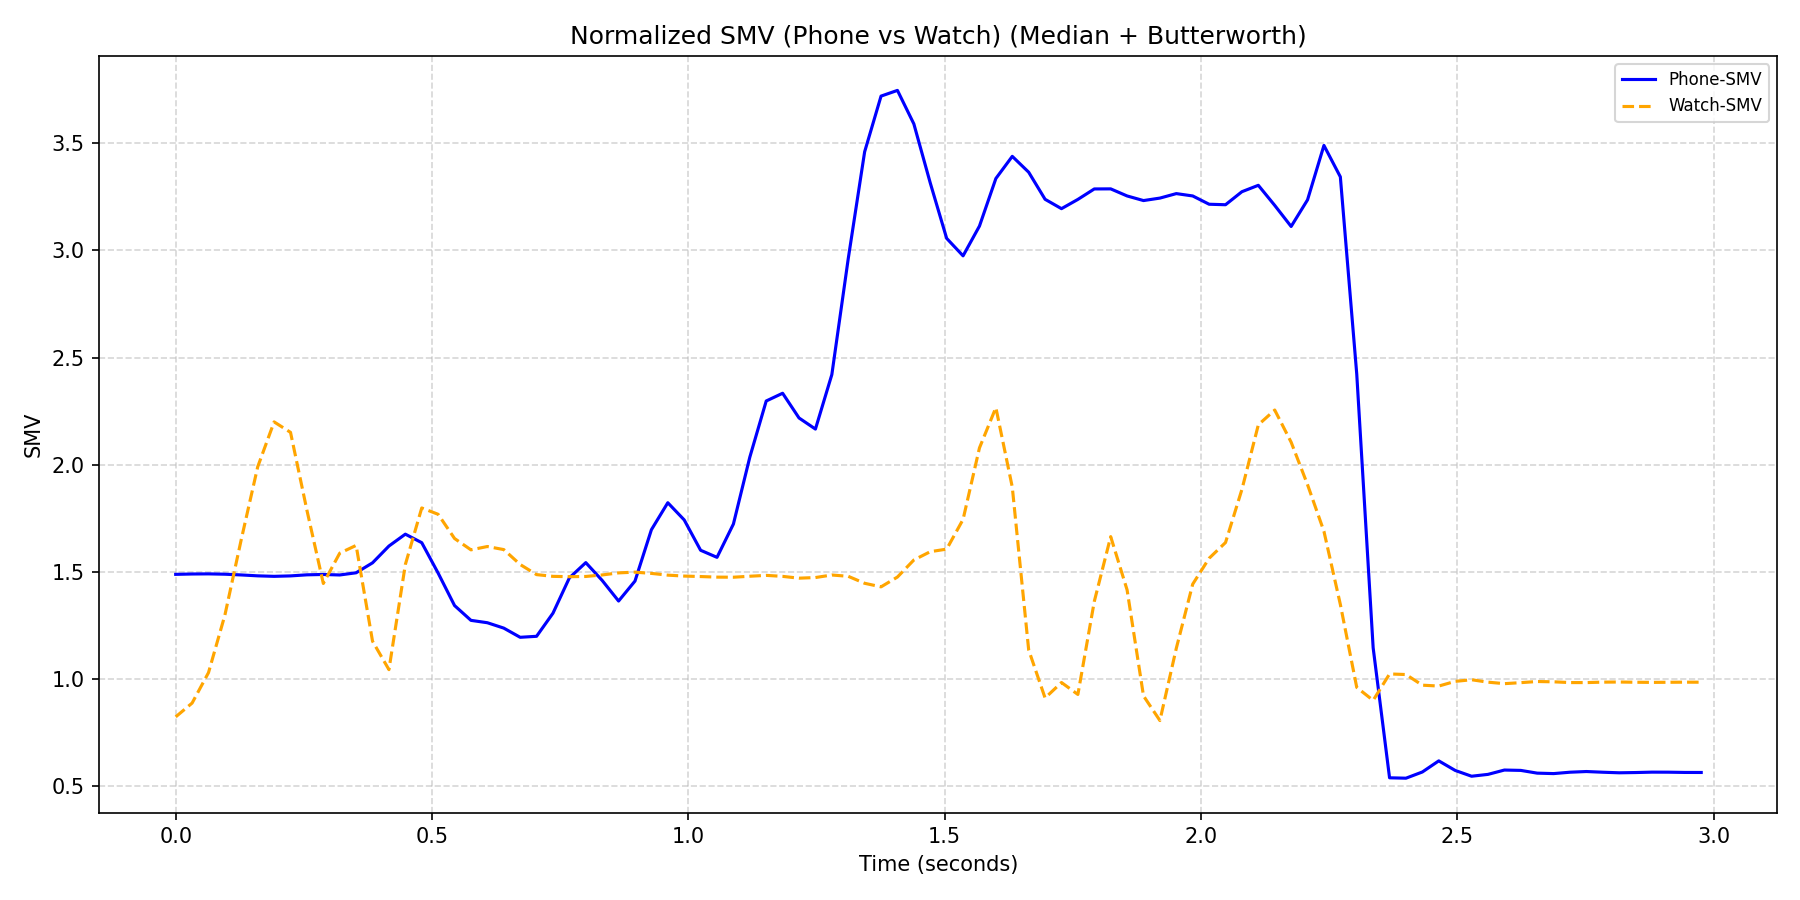 Normalized SMV (Phone vs Watch) (Median + Butterworth)
Phone-SMV
Watch-SMV
SMV
3.5
3.0
2.5
2.0
1.5
1.0
0.5
0.0 0.5 1.0 1.5 2.0 2.5 3.0
Time (seconds)